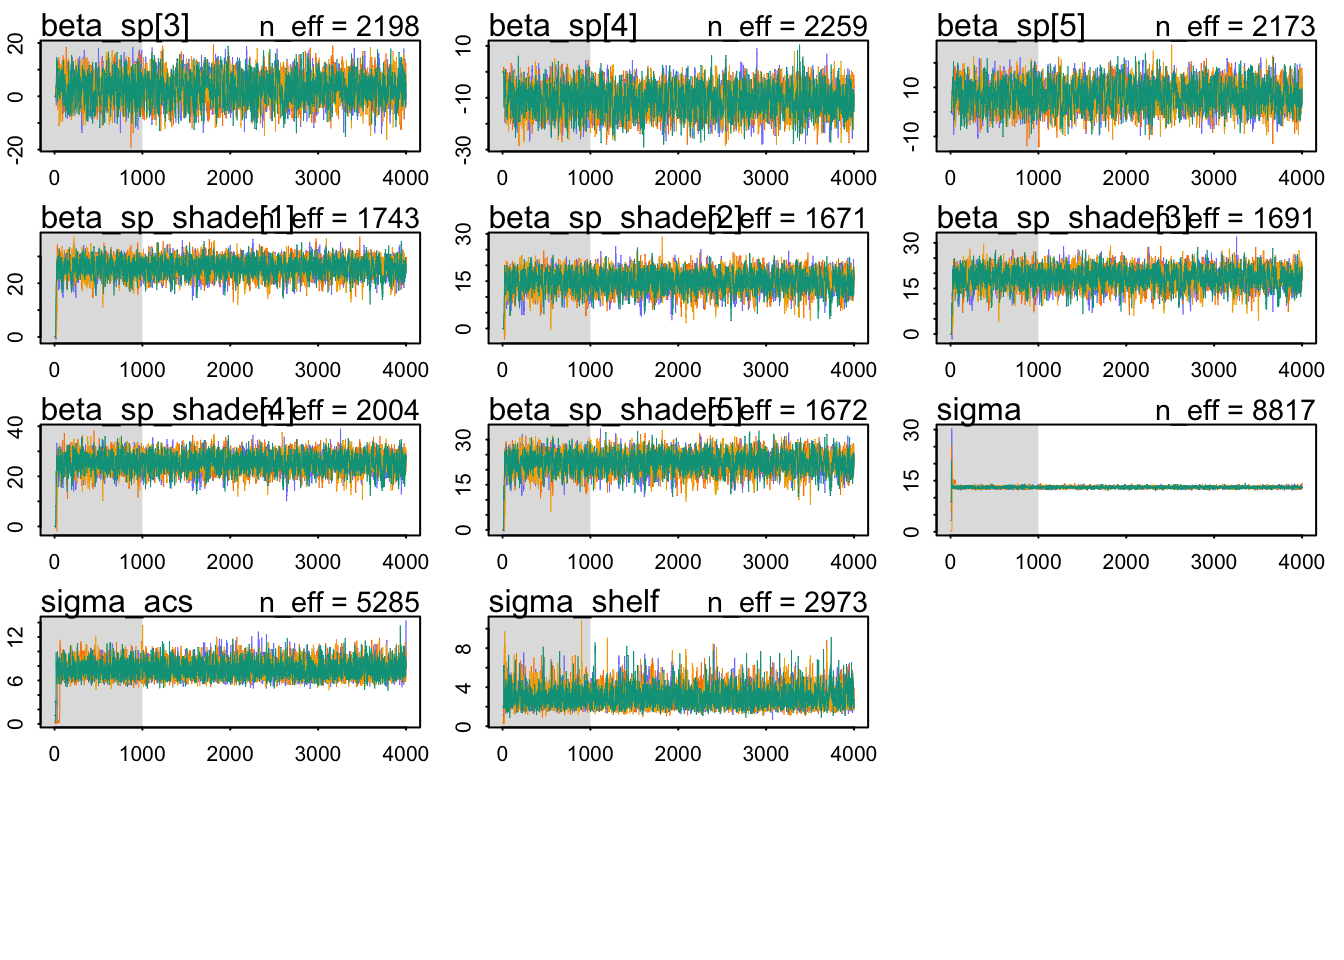 beta_sp[3] n_eff = 2198
20
0
-20
0 1000 2000 3000 4000
beta_sp[4] n_eff = 2259
10
-10
-30
0 1000 2000 3000 4000
beta_sp[5] n_eff = 2173
10
-10
0 1000 2000 3000 4000
beta_sp_shade[1] n_eff = 1743
20
0
0 1000 2000 3000 4000
beta_sp_shade[2] n_eff = 1671
30
15
0
0 1000 2000 3000 4000
beta_sp_shade[3] n_eff = 1691
30
15
0
0 1000 2000 3000 4000
beta_sp_shade[4] n_eff = 2004
40
20
0
0 1000 2000 3000 4000
beta_sp_shade[5] n_eff = 1672
30
15
0
0 1000 2000 3000 4000
sigma n_eff = 8817
30
15
0
0 1000 2000 3000 4000
sigma_acs n_eff = 5285
12
6
0
0 1000 2000 3000 4000
sigma_shelf n_eff = 2973
8
4
0
0 1000 2000 3000 4000